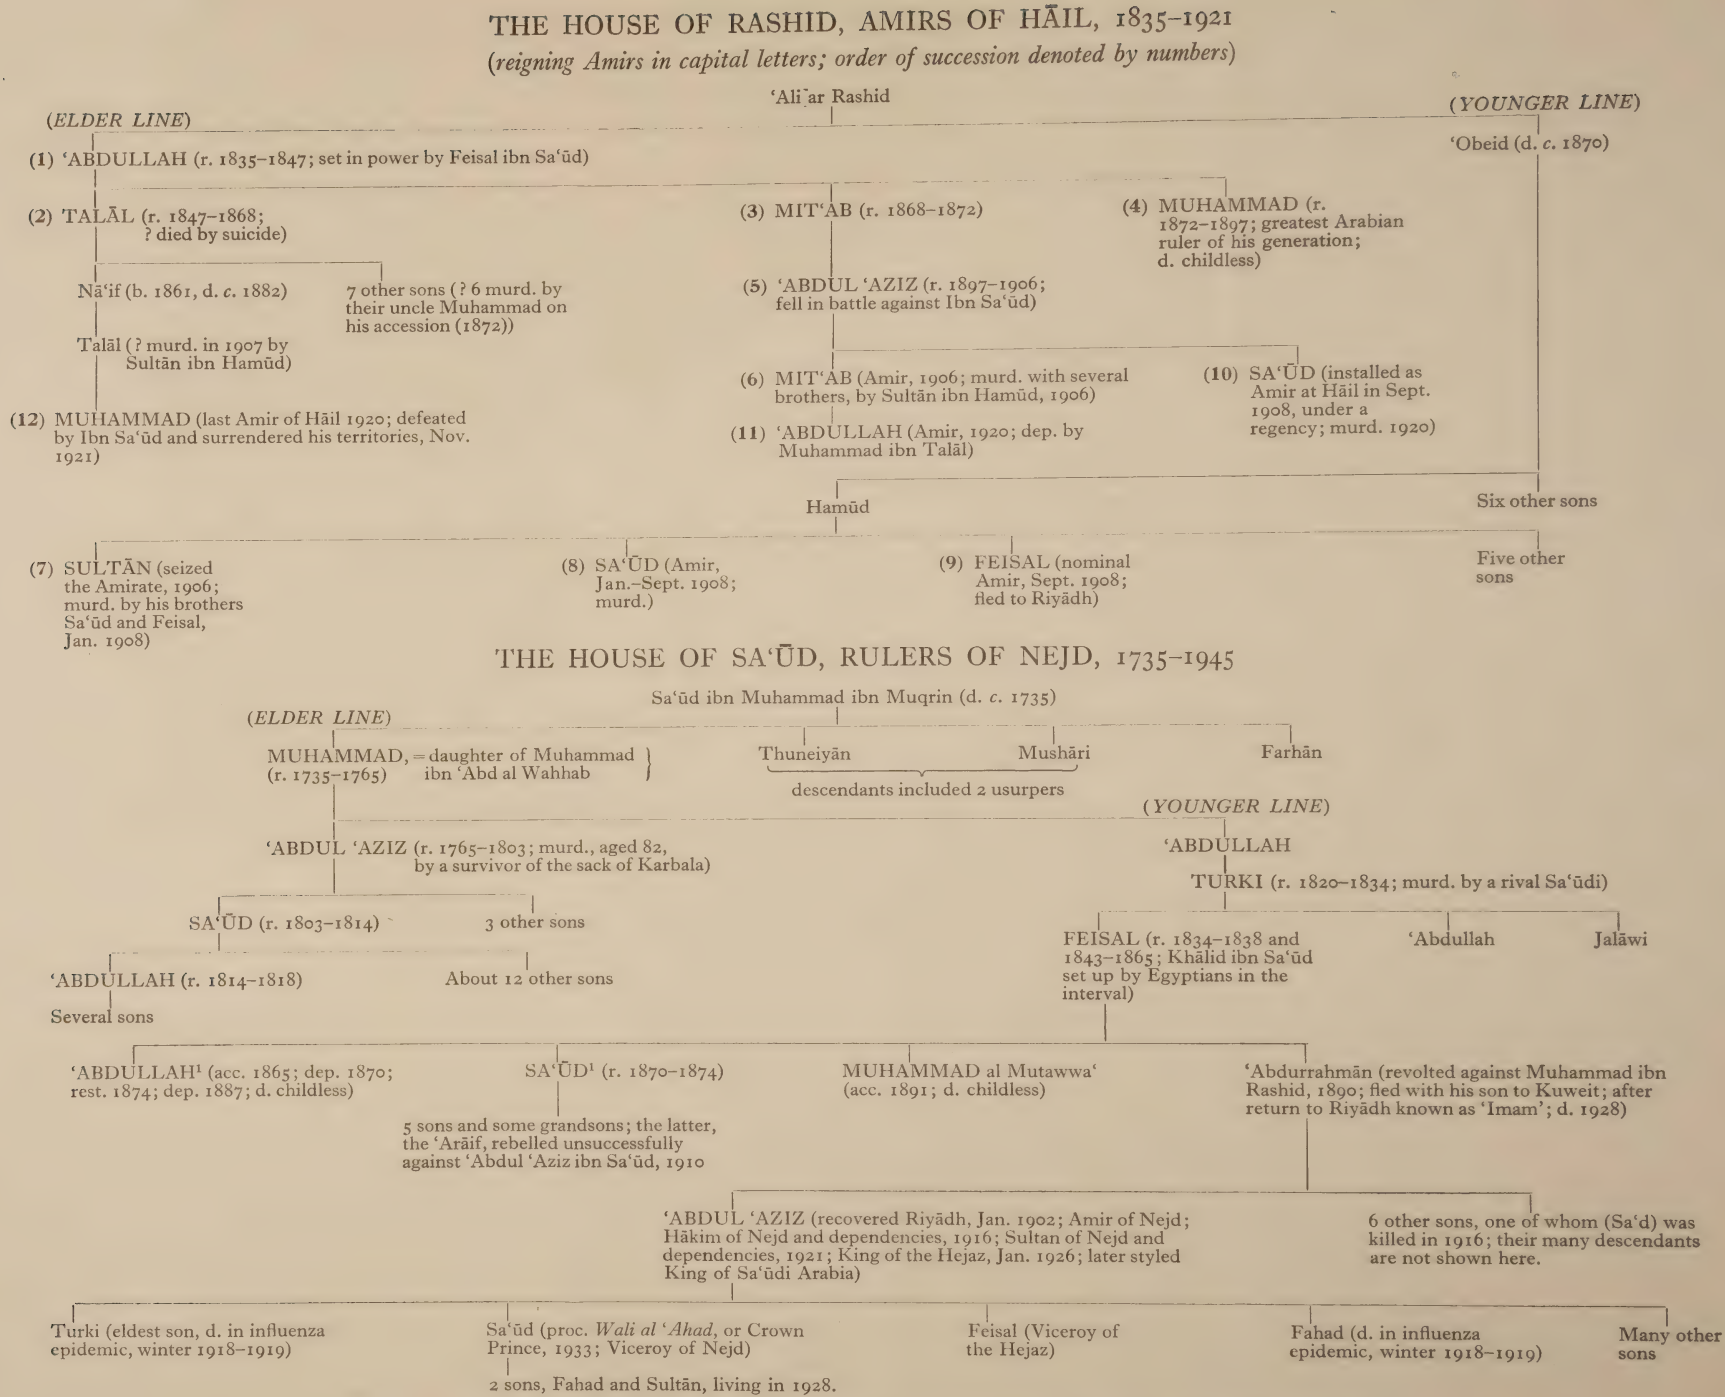 THE HOUSE OF RASHID, AMIRS OF HĀIL, 1835–1921
(reigning Amirs in capital letters; order of succession denoted by numbers)
‘Ali ar Rashid
(ELDER LINE)
(YOUNGER LINE)
(1) ‘ABDULLAH (r. 1835–1847; set in power by Feisal ibn Sa‘ūd)
‘Obeid (d. c. 1870)
(2) TALĀL (r. 1847–1868;
? died by suicide)
(3) MIT‘AB (r. 1868–1872)
(4) MUHAMMAD (r.
1872–1897; greatest Arabian
ruler of his generation;
d. childless)
Nā‘if (b. 1861, d. c. 1882)
7 other sons (? 6 murd. by
their uncle Muhammad on
his accession (1872))
(5) ‘ABDUL ‘AZIZ (r. 1897–1906;
fell in battle against Ibn Sa‘ūd)
Talāl (? murd. in 1907 by
Sultān ibn Hamūd)
(6) MIT‘AB (Amir, 1906; murd. with several
brothers, by Sultān ibn Hamūd, 1906)
(10) SA‘ŪD (installed as
Amir at Hāil in Sept.
1908, under a
regency; murd. 1920)
(12) MUHAMMAD (last Amir of Hāil 1920; defeated
by Ibn Sa‘ūd and surrendered his territories, Nov.
1921)
(11) ‘ABDULLAH (Amir, 1920; dep. by
Muhammad ibn Talāl)
Hamūd
Six other sons
(7) SULTĀN (seized
the Amirate, 1906;
murd. by his brothers
Sa‘ūd and Feisal,
Jan. 1908)
(8) SA‘ŪD (Amir,
Jan.–Sept. 1908;
murd.)
(9) FEISAL (nominal
Amir, Sept. 1908;
fled to Riyādh)
Five other
sons
THE HOUSE OF SA‘ŪD, RULERS OF NEJD, 1735–1945
Sa‘ūd ibn Muhammad ibn Muqrin (d. c. 1735)
(ELDER LINE)
MUHAMMAD, = daughter of Muhammad }
(r. 1735–1765) ibn ‘Abd al Wahhab
Thuneiyān
Mushāri
Farhān
descendants included 2 usurpers
(YOUNGER LINE)
‘ABDUL ‘AZIZ (r. 1765–1803; murd., aged 82,
by a survivor of the sack of Karbala)
‘ABDULLAH
TURKI (r. 1820–1834; murd. by a rival Sa‘ūdi)
SA‘ŪD (r. 1803–1814)
3 other sons
FEISAL (r. 1834–1838 and
1843–1865; Khālid ibn Sa‘ūd
set up by Egyptians in the
interval)
‘Abdullah
Jalāwi
‘ABDULLAH (r. 1814–1818)
About 12 other sons
Several sons
‘ABDULLAH¹ (acc. 1865; dep. 1870;
rest. 1874; dep. 1887; d. childless)
SA‘ŪD¹ (r. 1870–1874)
MUHAMMAD al Mutawwa‘
(acc. 1891; d. childless)
‘Abdurrahmān (revolted against Muhammad ibn
Rashid, 1890; fled with his son to Kuweit; after
return to Riyādh known as ‘Imam’; d. 1928)
5 sons and some grandsons; the latter,
the ‘Arāif, rebelled unsuccessfully
against ‘Abdul ‘Aziz ibn Sa‘ūd, 1910
‘ABDUL ‘AZIZ (recovered Riyādh, Jan. 1902; Amir of Nejd;
Hākim of Nejd and dependencies, 1916; Sultan of Nejd and
dependencies, 1921; King of the Hejaz, Jan. 1926; later styled
King of Sa‘ūdi Arabia)
6 other sons, one of whom (Sa‘d) was
killed in 1916; their many descendants
are not shown here.
Turki (eldest son, d. in influenza
epidemic, winter 1918–1919)
Sa‘ūd (proc. Wali al ‘Ahad, or Crown
Prince, 1933; Viceroy of Nejd)
Feisal (Viceroy of
the Hejaz)
Fahad (d. in influenza
epidemic, winter 1918–1919)
Many other
sons
2 sons, Fahad and Sultān, living in 1928.